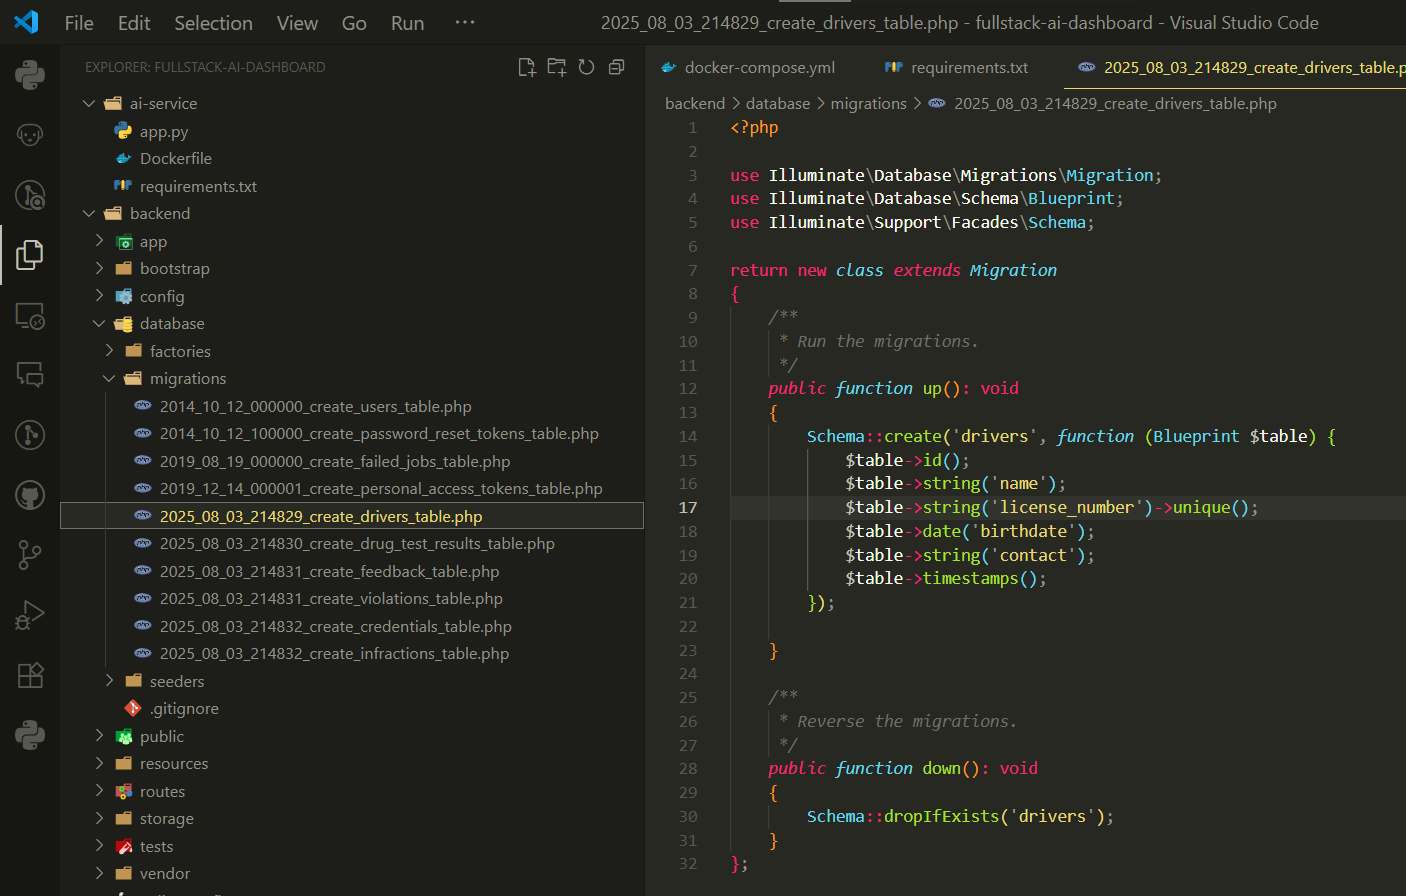 File Edit Selection View Go Run ··· 2025_08_03_214829_create_drivers_table.php - fullstack-ai-dashboard - Visual Studio Code
EXPLORER: FULLSTACK-AI-DASHBOARD
ai-service
app.py
Dockerfile
requirements.txt
backend
app
bootstrap
config
database
factories
migrations
2014_10_12_000000_create_users_table.php
2014_10_12_100000_create_password_reset_tokens_table.php
2019_08_19_000000_create_failed_jobs_table.php
2019_12_14_000001_create_personal_access_tokens_table.php
2025_08_03_214829_create_drivers_table.php
2025_08_03_214830_create_drug_test_results_table.php
2025_08_03_214831_create_feedback_table.php
2025_08_03_214831_create_violations_table.php
2025_08_03_214832_create_credentials_table.php
2025_08_03_214832_create_infractions_table.php
seeders
.gitignore
public
resources
routes
storage
tests
vendor
docker-compose.yml requirements.txt 2025_08_03_214829_create_drivers_table.p
backend > database > migrations > 2025_08_03_214829_create_drivers_table.php
1 <?php
2
3 use Illuminate\Database\Migrations\Migration;
4 use Illuminate\Database\Schema\Blueprint;
5 use Illuminate\Support\Facades\Schema;
6
7 return new class extends Migration
8 {
9 /**
10 * Run the migrations.
11 */
12 public function up(): void
13 {
14 Schema::create('drivers', function (Blueprint $table) {
15 $table->id();
16 $table->string('name');
17 $table->string('license_number')->unique();
18 $table->date('birthdate');
19 $table->string('contact');
20 $table->timestamps();
21 });
22
23 }
24
25 /**
26 * Reverse the migrations.
27 */
28 public function down(): void
29 {
30 Schema::dropIfExists('drivers');
31 }
32 };